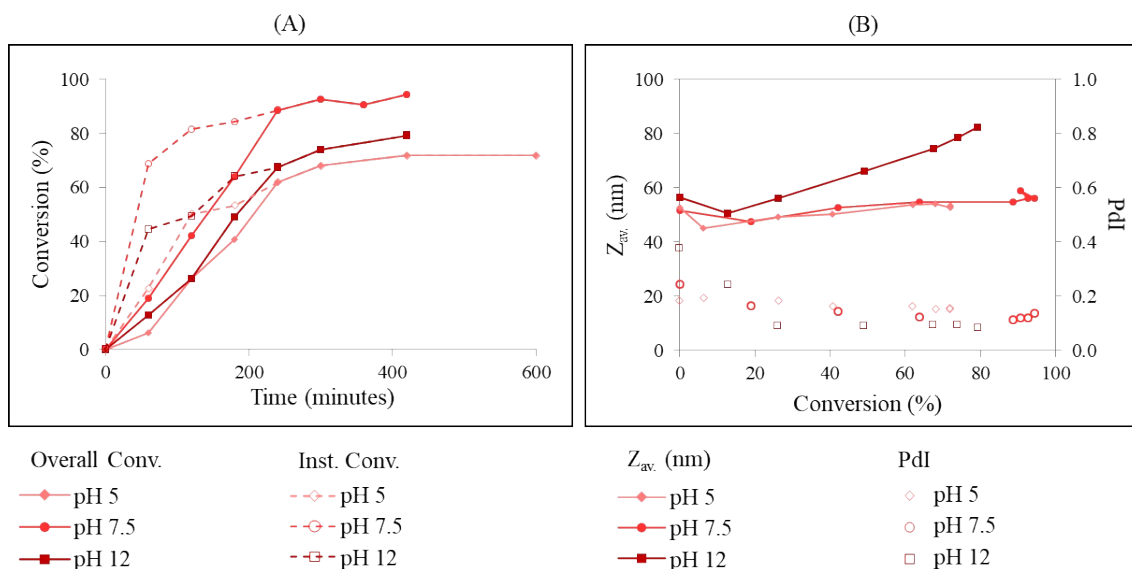 (A)
Conversion (%)
100
80
60
40
20
0
0
200
400
600
Time (minutes)
(B)
Zav. (nm)
100
80
60
40
20
0
0
20
40
60
80
100
Conversion (%)
1.0
0.8
0.6
0.4
0.2
0.0
PdI
Overall Conv.
pH 5
pH 7.5
pH 12
Inst. Conv.
pH 5
pH 7.5
pH 12
Zav. (nm)
pH 5
pH 7.5
pH 12
PdI
pH 5
pH 7.5
pH 12